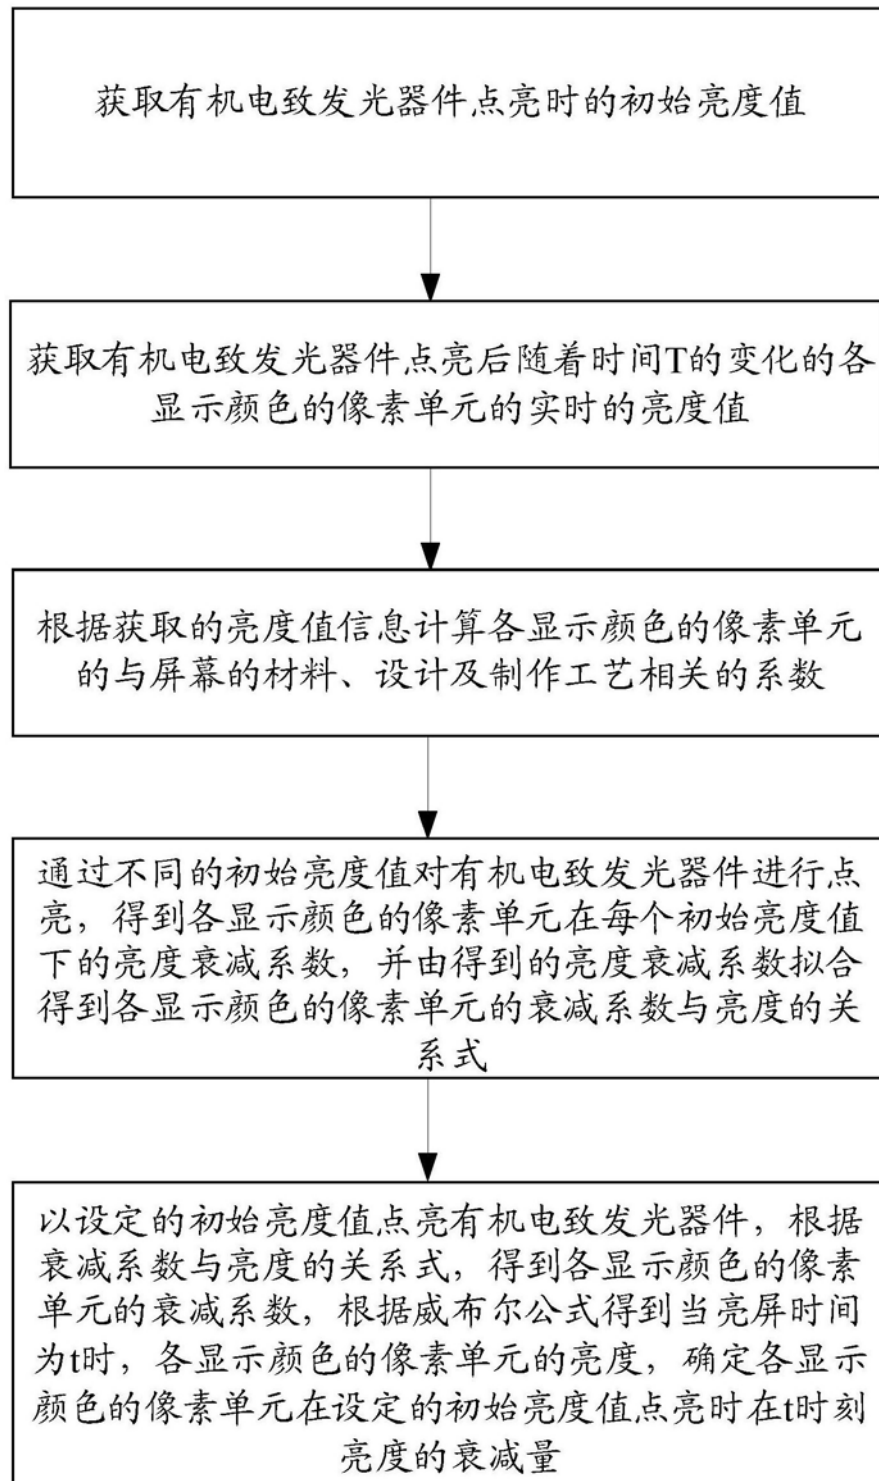 获取有机电致发光器件点亮时的初始亮度值
获取有机电致发光器件点亮后随着时间T的变化的各
显示颜色的像素单元的实时的亮度值
根据获取的亮度值信息计算各显示颜色的像素单元
的与屏幕的材料、设计及制作工艺相关的系数
通过不同的初始亮度值对有机电致发光器件进行点
亮，得到各显示颜色的像素单元在每个初始亮度值
下的亮度衰减系数，并由得到的亮度衰减系数拟合
得到各显示颜色的像素单元的衰减系数与亮度的关
系式
以设定的初始亮度值点亮有机电致发光器件，根据
衰减系数与亮度的关系式，得到各显示颜色的像素
单元的衰减系数，根据威布尔公式得到当亮屏时间
为t时，各显示颜色的像素单元的亮度，确定各显示
颜色的像素单元在设定的初始亮度值点亮时在t时刻
亮度的衰减量